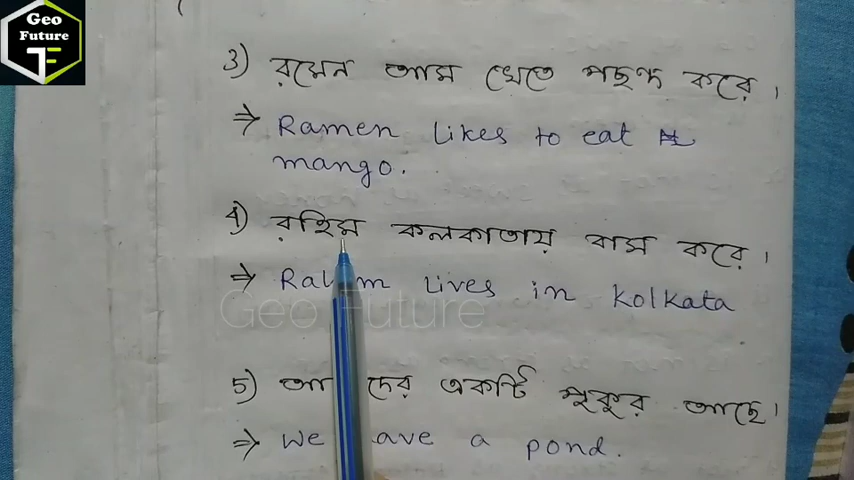 Geo
Future
3) রমেন আম খেতে পছন্দ করে।
⇒ Ramen likes to eat
mango.
4) রহিম কলকাতায় বাস করে।
⇒ lives in Kolkata
Geo Future
5) একটি পুকুর আছে।
⇒ We a pond.